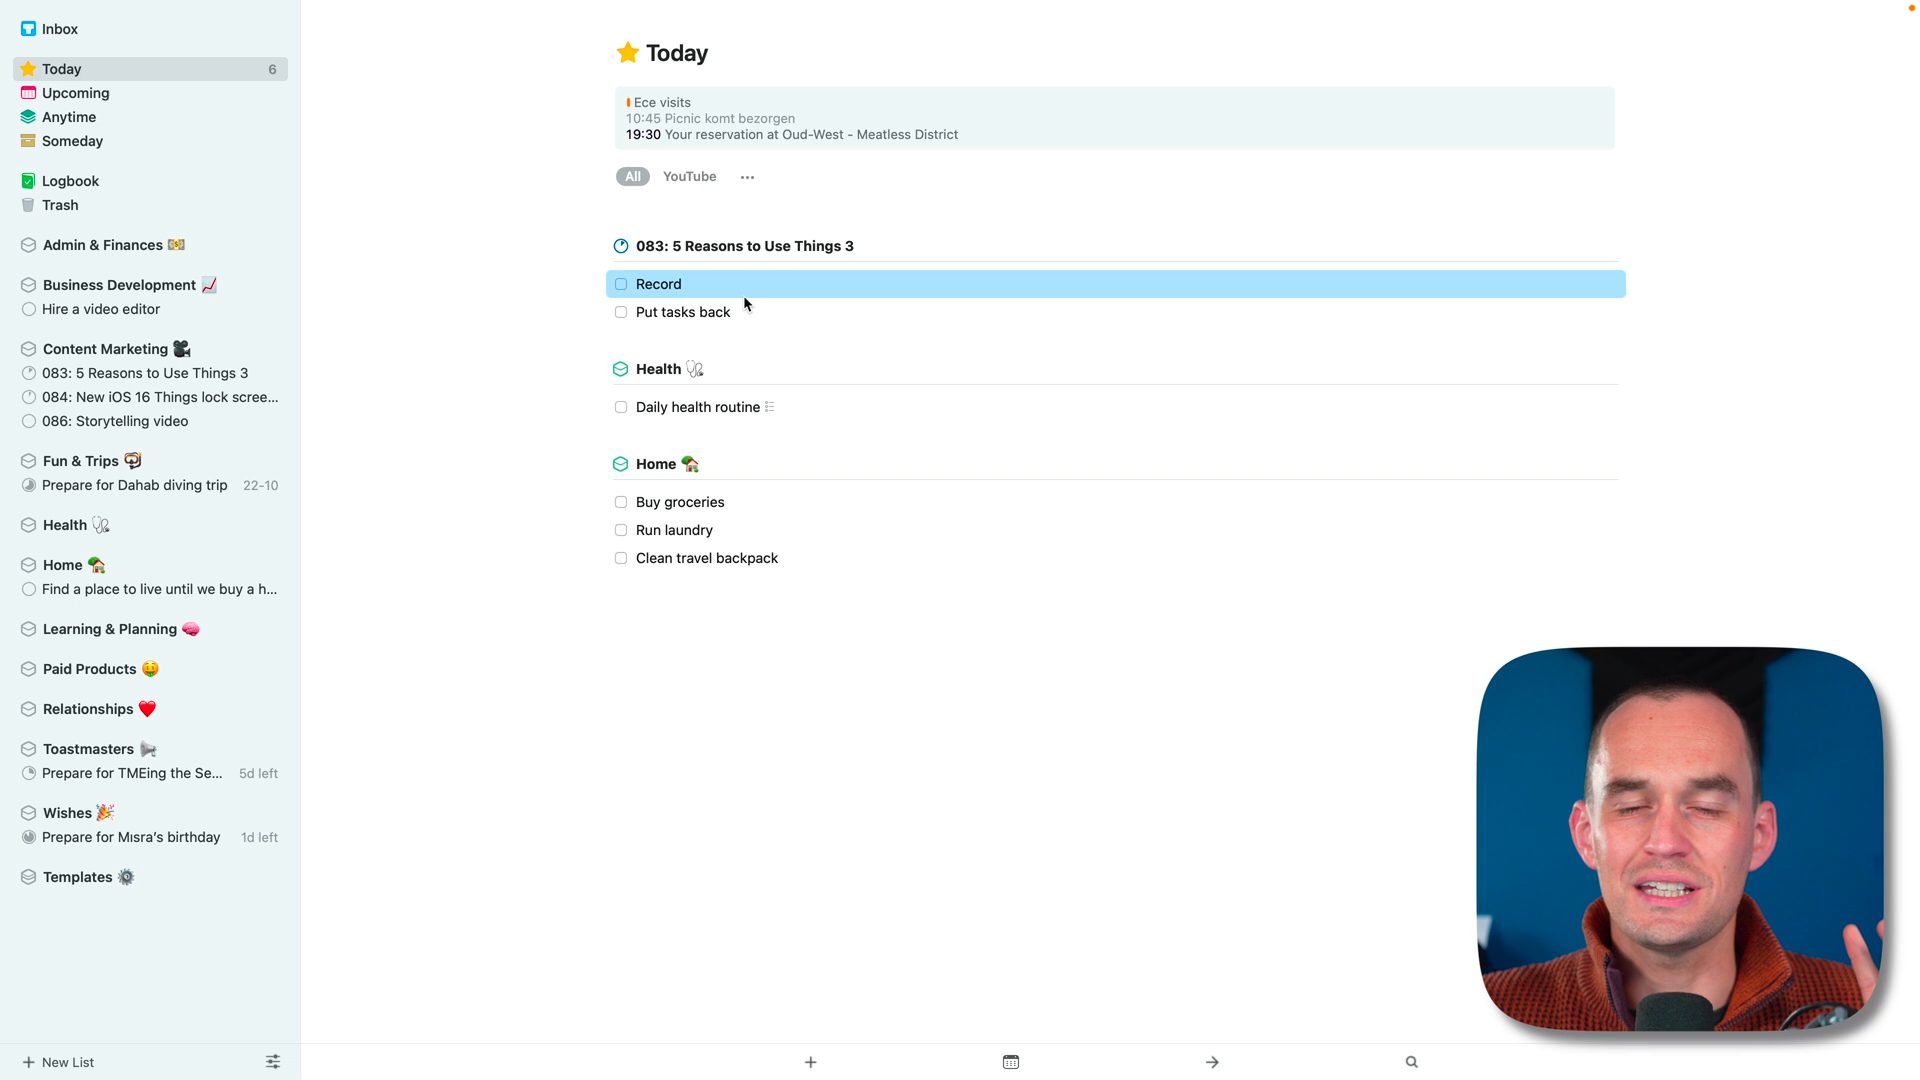 Inbox
Today 6
Upcoming
Anytime
Someday
Logbook
Trash
Admin & Finances 💵
Business Development 📈
Hire a video editor
Content Marketing 🎥
083: 5 Reasons to Use Things 3
084: New iOS 16 Things lock scree...
086: Storytelling video
Fun & Trips 🤿
Prepare for Dahab diving trip 22-10
Health 🩺
Home 🏡
Find a place to live until we buy a h...
Learning & Planning 🧠
Paid Products 🤑
Relationships ❤️
Toastmasters 📢
Prepare for TMEing the Se... 5d left
Wishes 🎉
Prepare for Mısra's birthday 1d left
Templates ⚙️
New List
Today
Ece visits
10:45 Picnic komt bezorgen
19:30 Your reservation at Oud-West - Meatless District
All YouTube ...
083: 5 Reasons to Use Things 3
Record
Put tasks back
Health 🩺
Daily health routine
Home 🏡
Buy groceries
Run laundry
Clean travel backpack